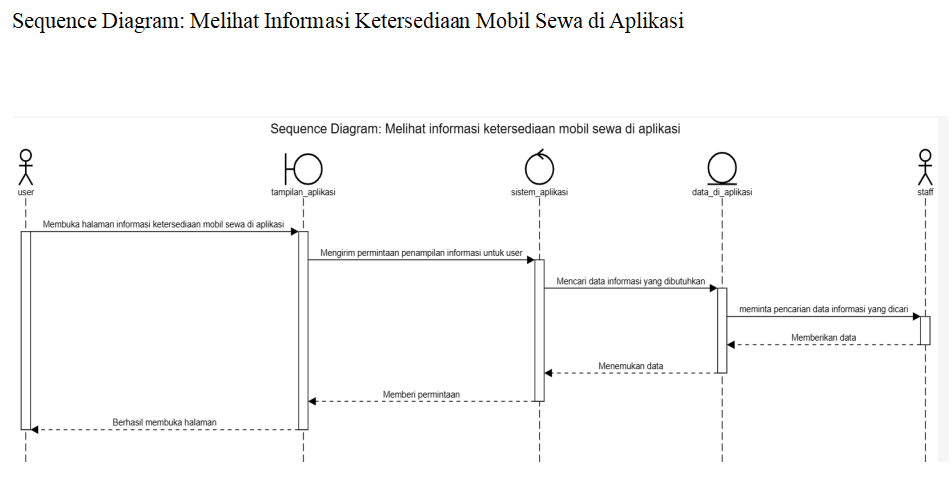 Sequence Diagram: Melihat Informasi Ketersediaan Mobil Sewa di Aplikasi
Sequence Diagram: Melihat informasi ketersediaan mobil sewa di aplikasi
user
tampilan_aplikasi
sistem_aplikasi
data_di_aplikasi
staff
Membuka halaman informasi ketersediaan mobil sewa di aplikasi
Mengirim permintaan penampilan informasi untuk user
Mencari data informasi yang dibutuhkan
meminta pencarian data informasi yang dicari
Memberikan data
Menemukan data
Memberi permintaan
Berhasil membuka halaman